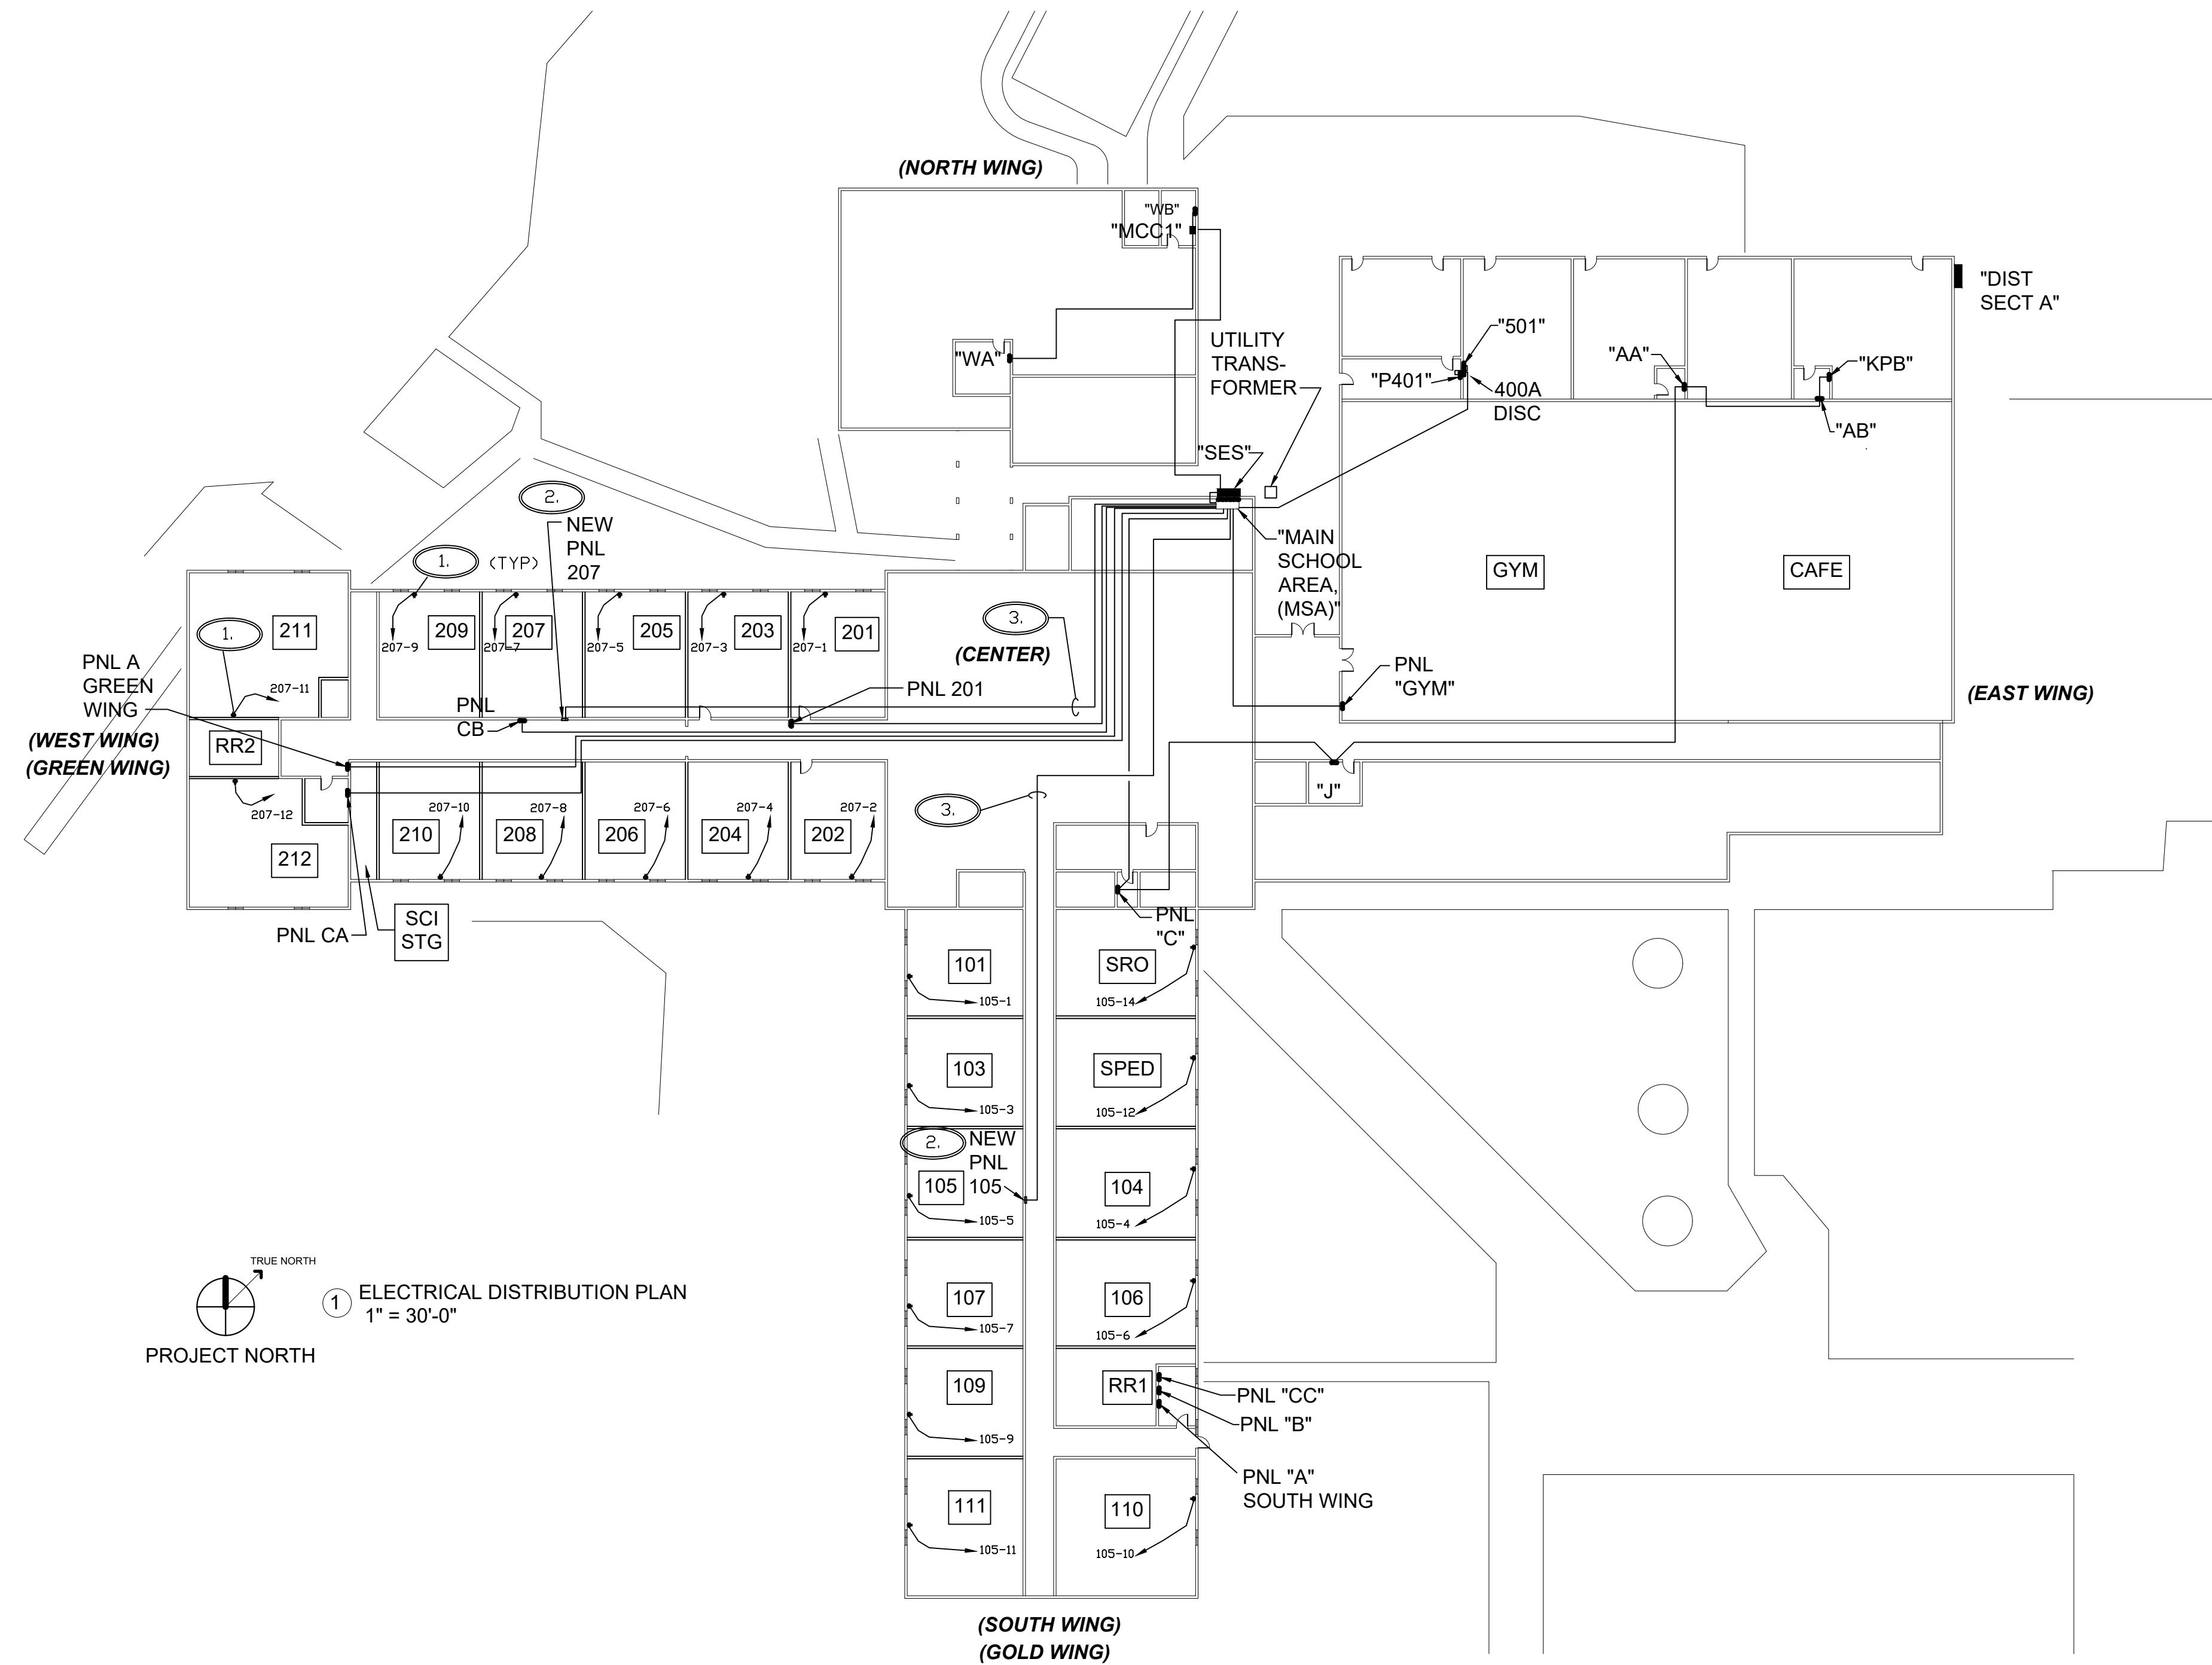 (NORTH WING)
"WB"
"MCC1"
"DIST
SECT A"
UTILITY
TRANS-
FORMER
"501"
"WA"
"P401"
400A
DISC
"AA"
"KPB"
"AB"
"SES"
2.
NEW
PNL
207
1.
(TYP)
"MAIN
SCHOOL
AREA,
(MSA)"
GYM
CAFE
1.
211
209
207
205
203
201
207-9
207-7
207-5
207-3
207-1
3.
(CENTER)
PNL A
GREEN
WING
207-11
PNL
CB
PNL 201
PNL
"GYM"
(EAST WING)
(WEST WING)
(GREEN WING)
RR2
207-12
207-10
207-8
207-6
207-4
207-2
3.
"J"
210
208
206
204
202
212
SCI
STG
PNL CA
PNL
"C"
101
SRO
105-1
105-14
103
SPED
105-3
105-12
2.
NEW
PNL
105
105
104
105-5
105-4
107
106
105-7
105-6
TRUE NORTH
1
ELECTRICAL DISTRIBUTION PLAN
1" = 30'-0"
PROJECT NORTH
109
RR1
PNL "CC"
PNL "B"
105-9
PNL "A"
SOUTH WING
111
110
105-11
105-10
(SOUTH WING)
(GOLD WING)